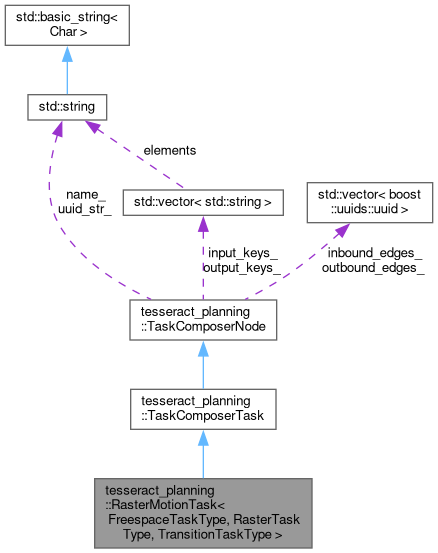 std::basic_string<
Char >
std::string
elements
name_
uuid_str_
std::vector< std::string >
std::vector< boost
::uuids::uuid >
input_keys_
output_keys_
inbound_edges_
outbound_edges_
tesseract_planning
::TaskComposerNode
tesseract_planning
::TaskComposerTask
tesseract_planning
::RasterMotionTask<
FreespaceTaskType, RasterTask
Type, TransitionTaskType >